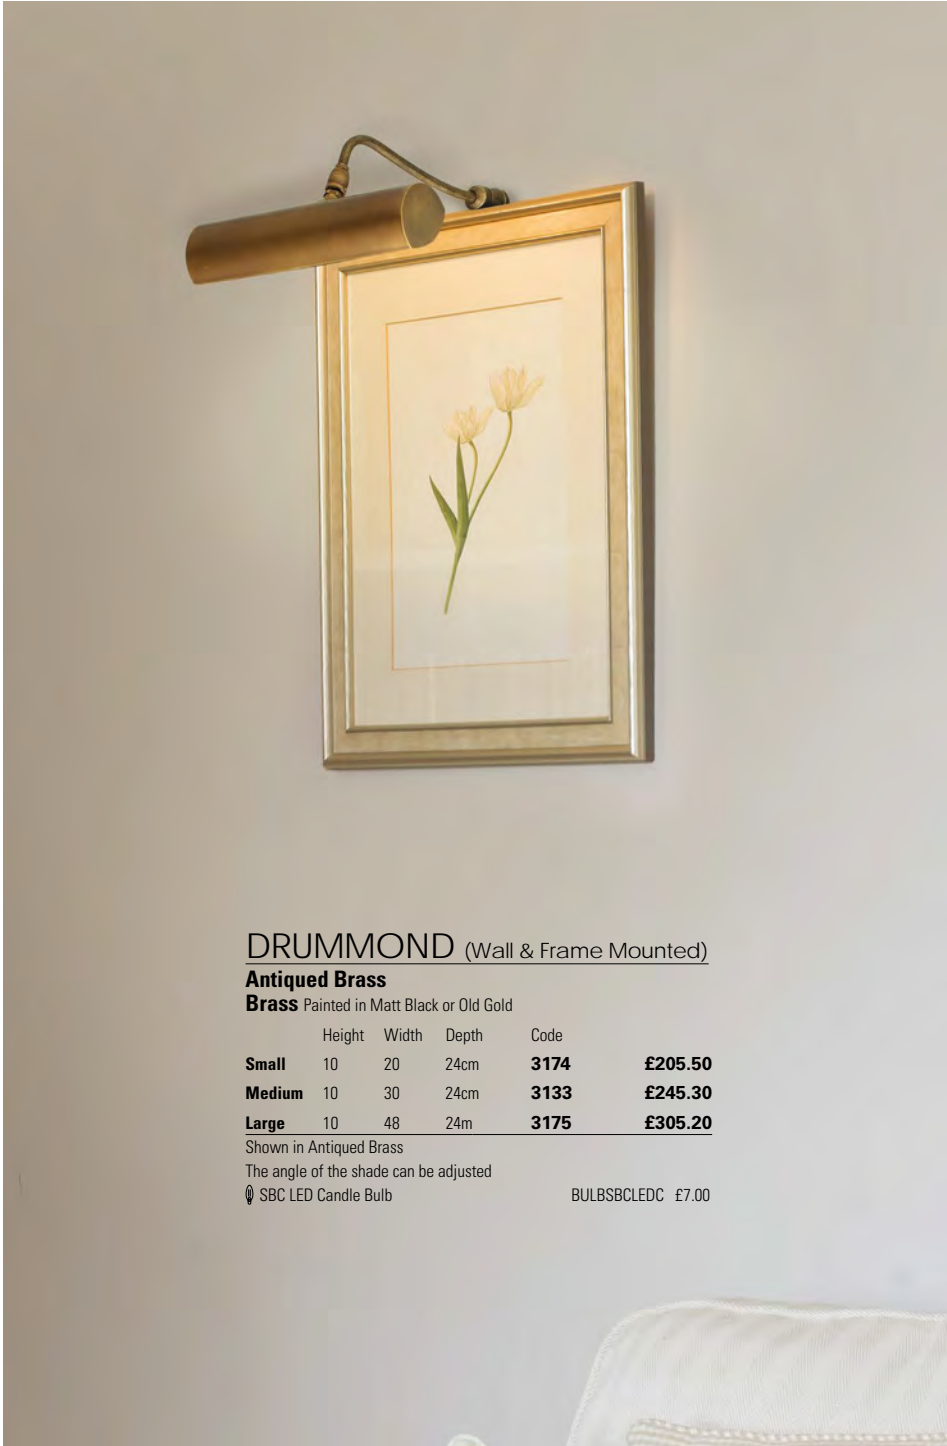 DRUMMOND (Wall & Frame Mounted)
Antiqued Brass
Brass Painted in Matt Black or Old Gold
Height Width Depth Code
Small 10 20 24cm 3174 £205.50
Medium 10 30 24cm 3133 £245.30
Large 10 48 24m 3175 £305.20
Shown in Antiqued Brass
The angle of the shade can be adjusted
SBC LED Candle Bulb BULBSBCLEDC £7.00